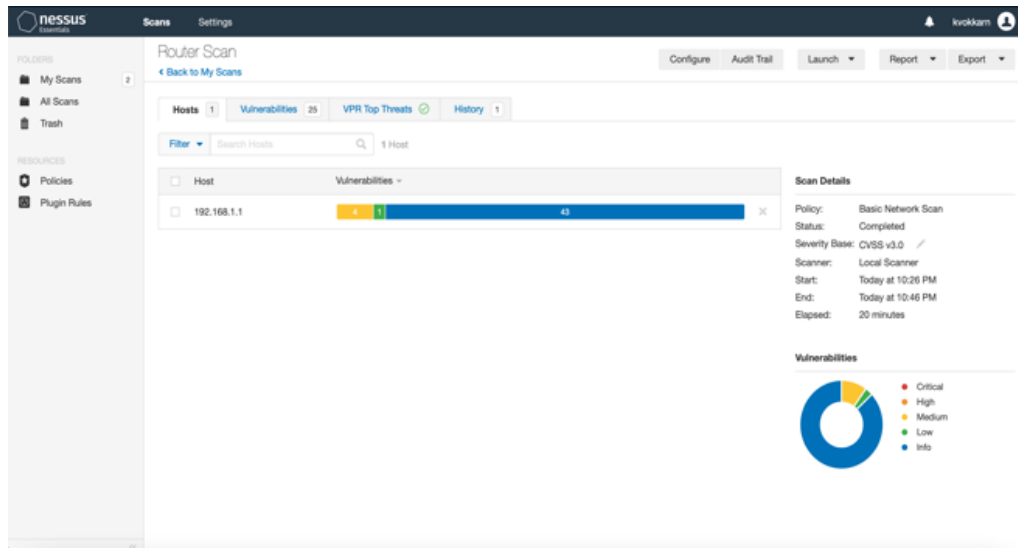 nessus Essentials Scans Settings kvokkarn
FOLDERS
My Scans 2
All Scans
Trash
RESOURCES
Policies
Plugin Rules
Router Scan
Back to My Scans
Configure Audit Trail Launch Report Export
Hosts 1 Vulnerabilities 25 VPR Top Threats History 1
Filter Search Hosts 1 Host
Host Vulnerabilities
192.168.1.1 4 1 43
Scan Details
Policy: Basic Network Scan
Status: Completed
Severity Base: CVSS v3.0
Scanner: Local Scanner
Start: Today at 10:26 PM
End: Today at 10:46 PM
Elapsed: 20 minutes
Vulnerabilities
Critical
High
Medium
Low
Info